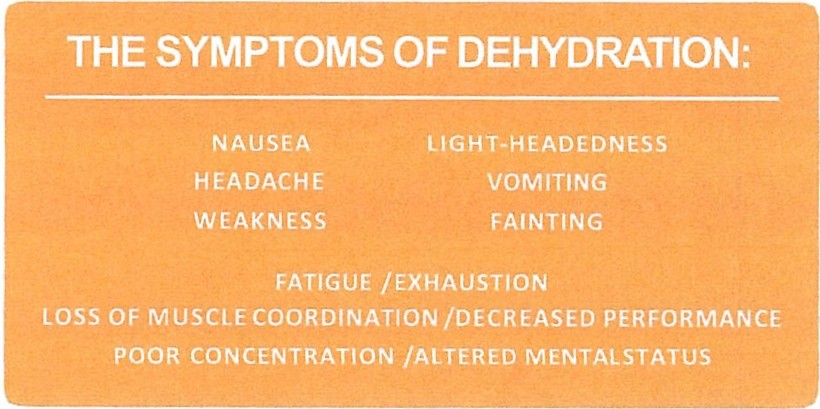 THE SYMPTOMS OF DEHYDRATION:
NAUSEA LIGHT-HEADEDNESS
HEADACHE VOMITING
WEAKNESS FAINTING
FATIGUE /EXHAUSTION
LOSS OF MUSCLE COORDINATION /DECREASED PERFORMANCE
POOR CONCENTRATION /ALTERED MENTALSTATUS